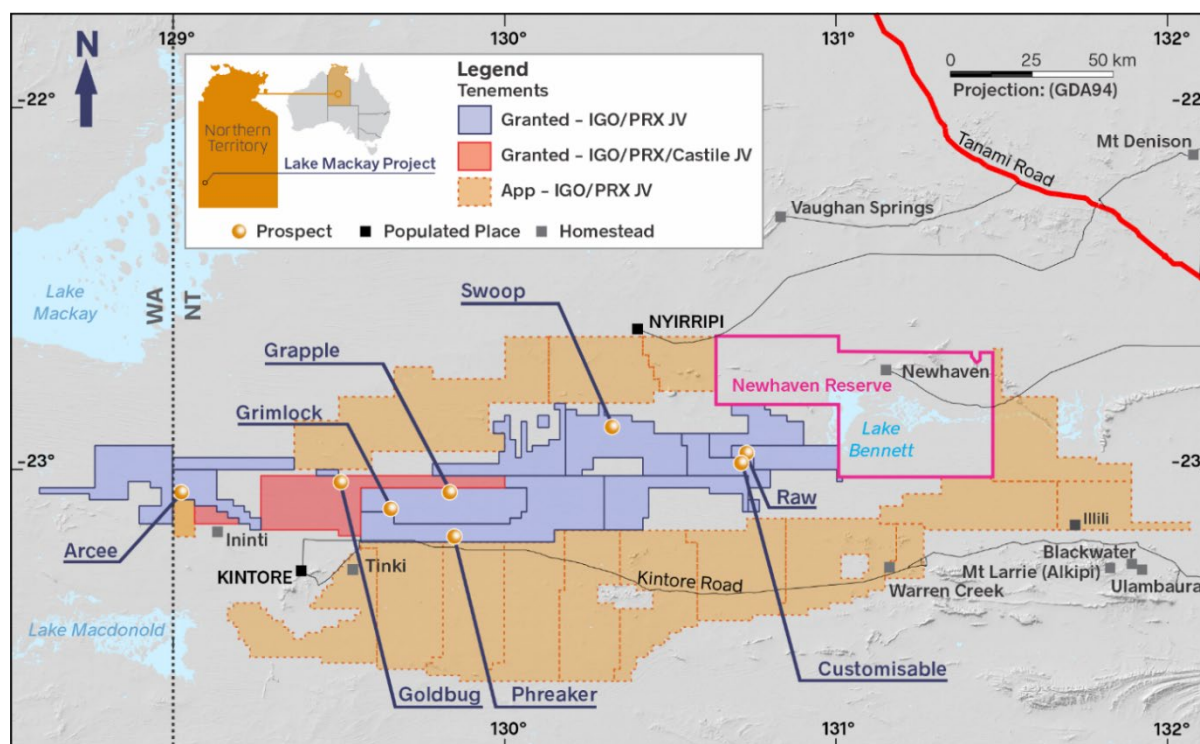 129°
130°
131°
132°
N
-22°
-22
Northern
Territory
Lake Mackay Project
Legend
Tenements
Granted – IGO/PRX JV
Granted – IGO/PRX/Castile JV
App – IGO/PRX JV
Prospect
Populated Place
Homestead
0 25 50 km
Projection: (GDA94)
Mt Denison
Tanami Road
Vaughan Springs
Lake
Mackay
WA
NT
Swoop
NYIRRIPI
Grapple
Newhaven
Newhaven Reserve
Grimlock
Lake
Bennett
-23°
-23
Raw
Arcee
Ininti
Illili
KINTORE
Tinki
Kintore Road
Blackwater
Mt Larrie (Alkipi)
Ulambaura
Warren Creek
Lake Macdonold
Customisable
Goldbug
Phreaker
130°
131°
132°